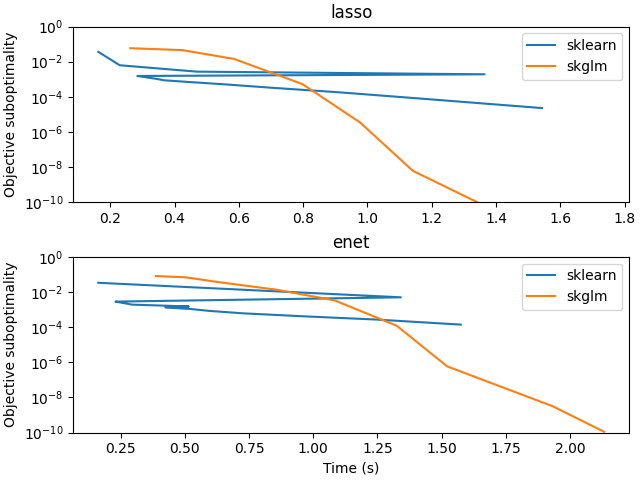 lasso
Objective suboptimality
10^0
10^-2
10^-4
10^-6
10^-8
10^-10
sklearn
skglm
0.2 0.4 0.6 0.8 1.0 1.2 1.4 1.6 1.8
enet
Objective suboptimality
10^0
10^-2
10^-4
10^-6
10^-8
10^-10
sklearn
skglm
0.25 0.50 0.75 1.00 1.25 1.50 1.75 2.00
Time (s)